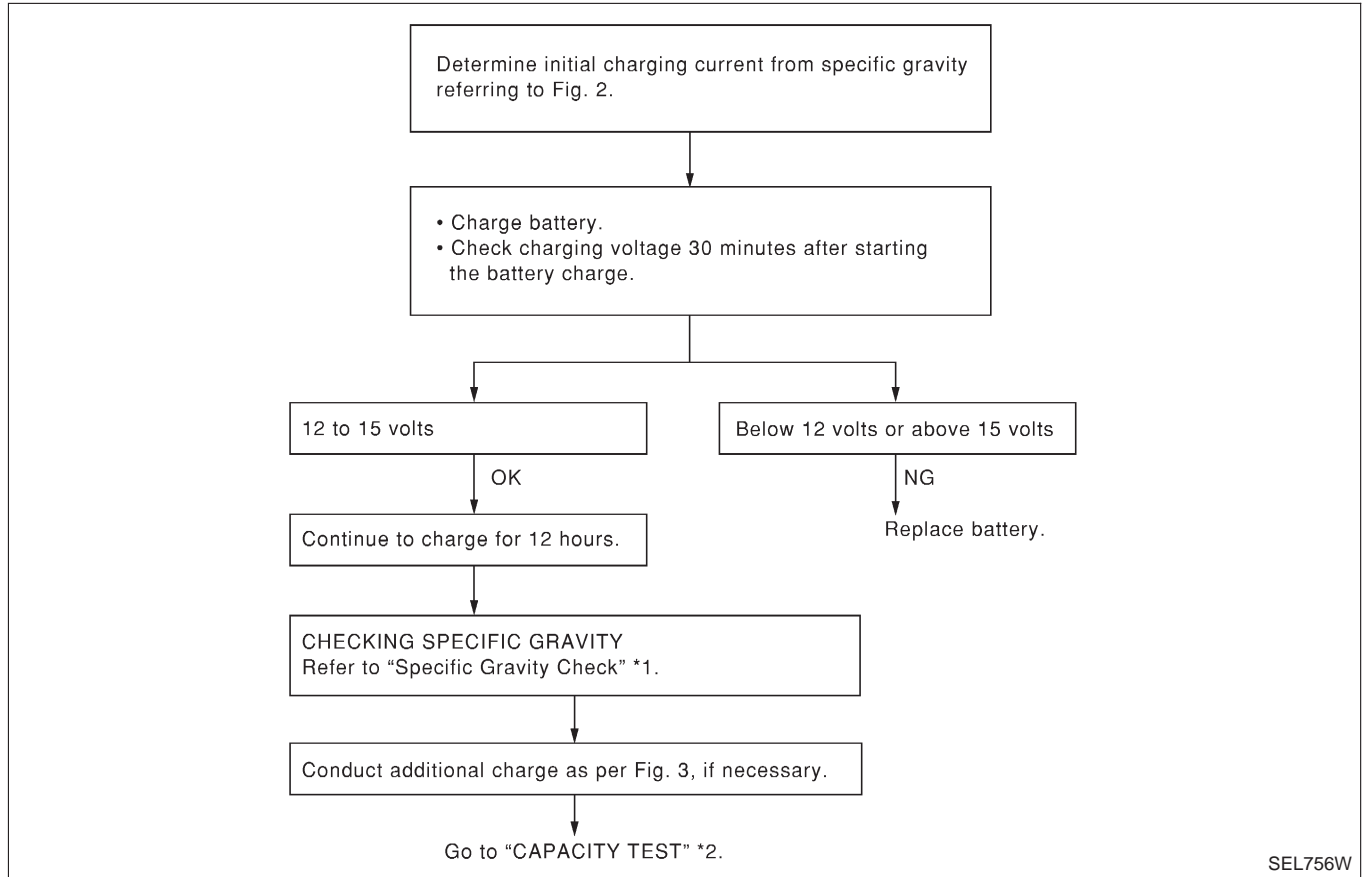 Determine initial charging current from specific gravity
referring to Fig. 2.
• Charge battery.
• Check charging voltage 30 minutes after starting
the battery charge.
12 to 15 volts
Below 12 volts or above 15 volts
OK
NG
Continue to charge for 12 hours.
Replace battery.
CHECKING SPECIFIC GRAVITY
Refer to “Specific Gravity Check” *1.
Conduct additional charge as per Fig. 3, if necessary.
Go to “CAPACITY TEST” *2.
SEL756W